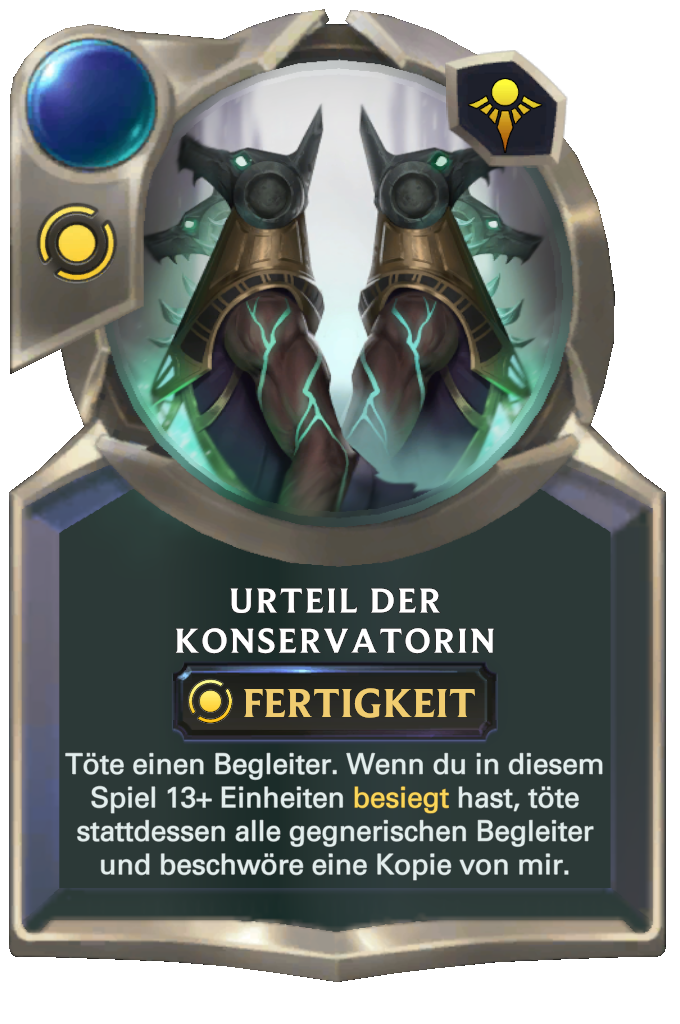 URTEIL DER
KONSERVATORIN
FERTIGKEIT
Töte einen Begleiter. Wenn du in diesem
Spiel 13+ Einheiten besiegt hast, töte
stattdessen alle gegnerischen Begleiter
und beschwöre eine Kopie von mir.